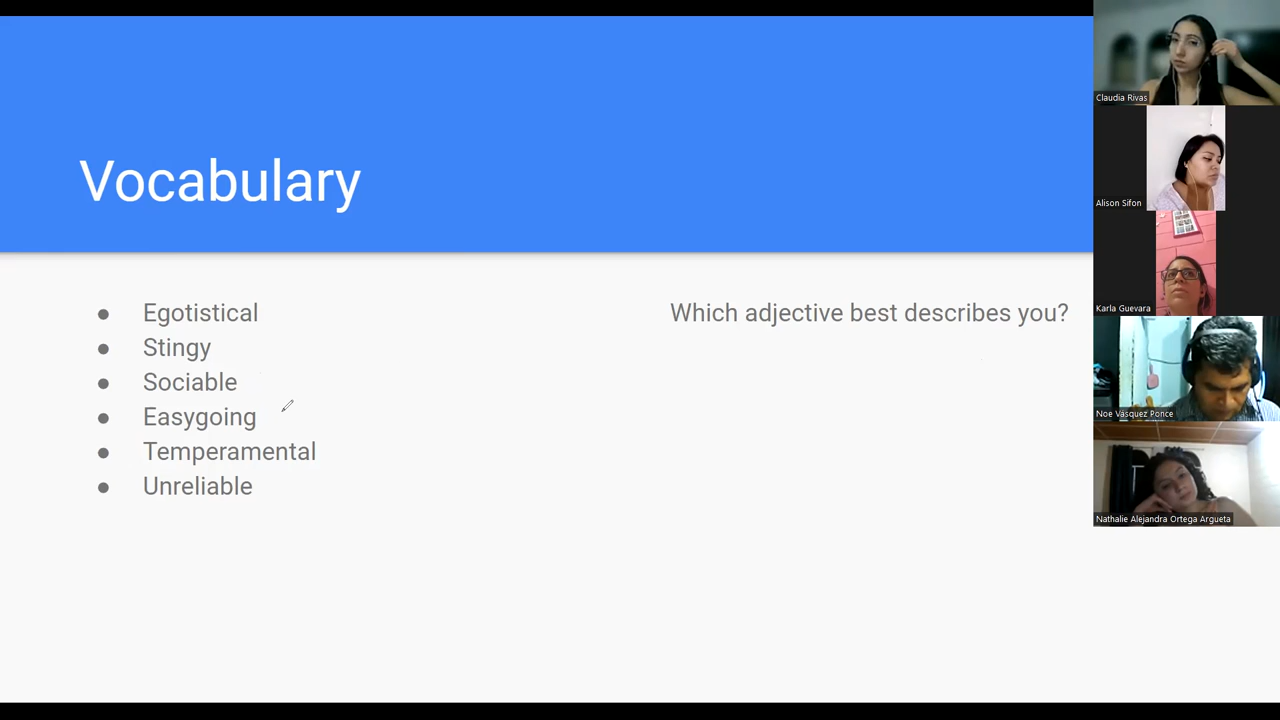 Vocabulary
Egotistical
Stingy
Sociable
Easygoing
Temperamental
Unreliable
Which adjective best describes you?
Claudia Rivas
Alison Sifon
Karla Guevara
Noe Vásquez Ponce
Nathalie Alejandra Ortega Argueta